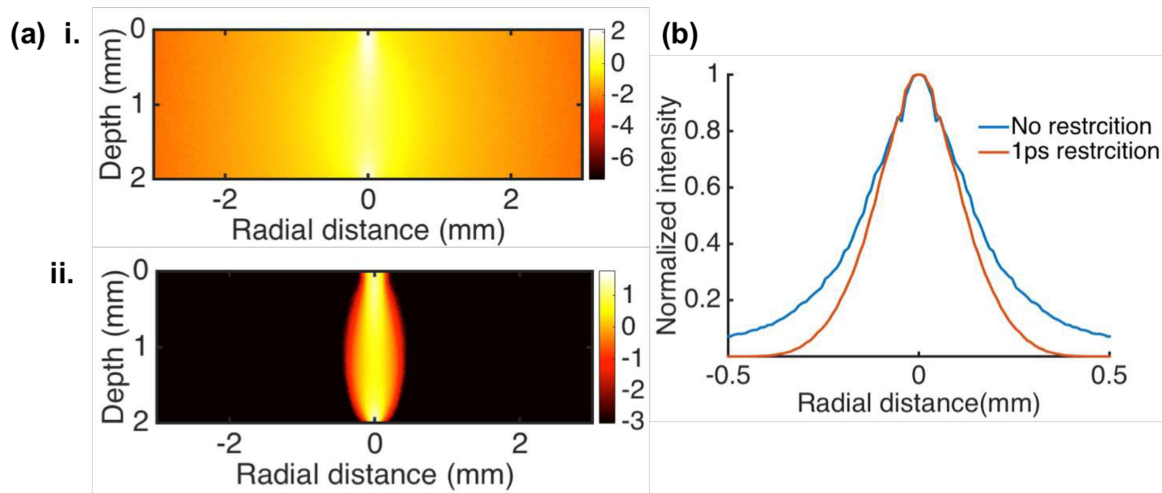 (a) i.
0
1
2
Depth (mm)
-2
0
2
Radial distance (mm)
2
0
-2
-4
-6
ii.
0
1
2
Depth (mm)
-2
0
2
Radial distance (mm)
1
0
-1
-2
-3
(b)
1
0.8
0.6
0.4
0.2
Normalized intensity
No restrcition
1ps restrcition
-0.5
0
0.5
Radial distance(mm)